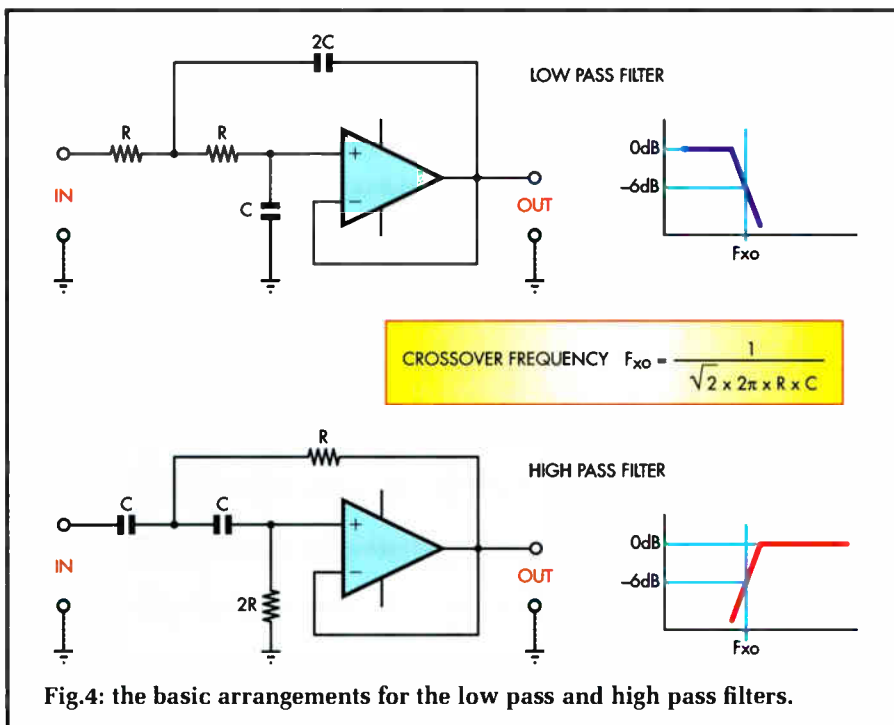 2C
LOW PASS FILTER
R
R
+
−
C
IN
OUT
0dB
−6dB
Fxo
CROSSOVER FREQUENCY Fxo = 1 / √2 x 2π x R x C
R
HIGH PASS FILTER
C
C
+
−
2R
IN
OUT
0dB
−6dB
Fxo
Fig.4: the basic arrangements for the low pass and high pass filters.